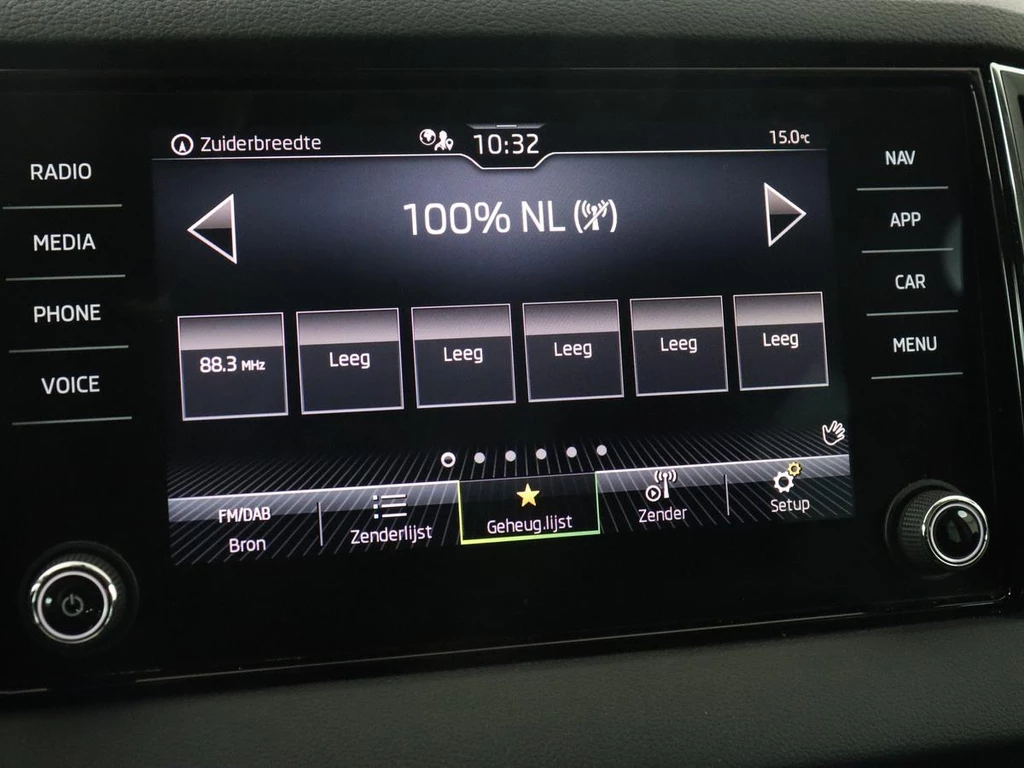 RADIO
MEDIA
PHONE
VOICE
Zuiderbreedte
10:32
15.0°C
100% NL
88.3 MHz
Leeg
Leeg
Leeg
Leeg
Leeg
FM/DAB
Bron
Zenderlijst
Geheug.lijst
Zender
Setup
NAV
APP
CAR
MENU